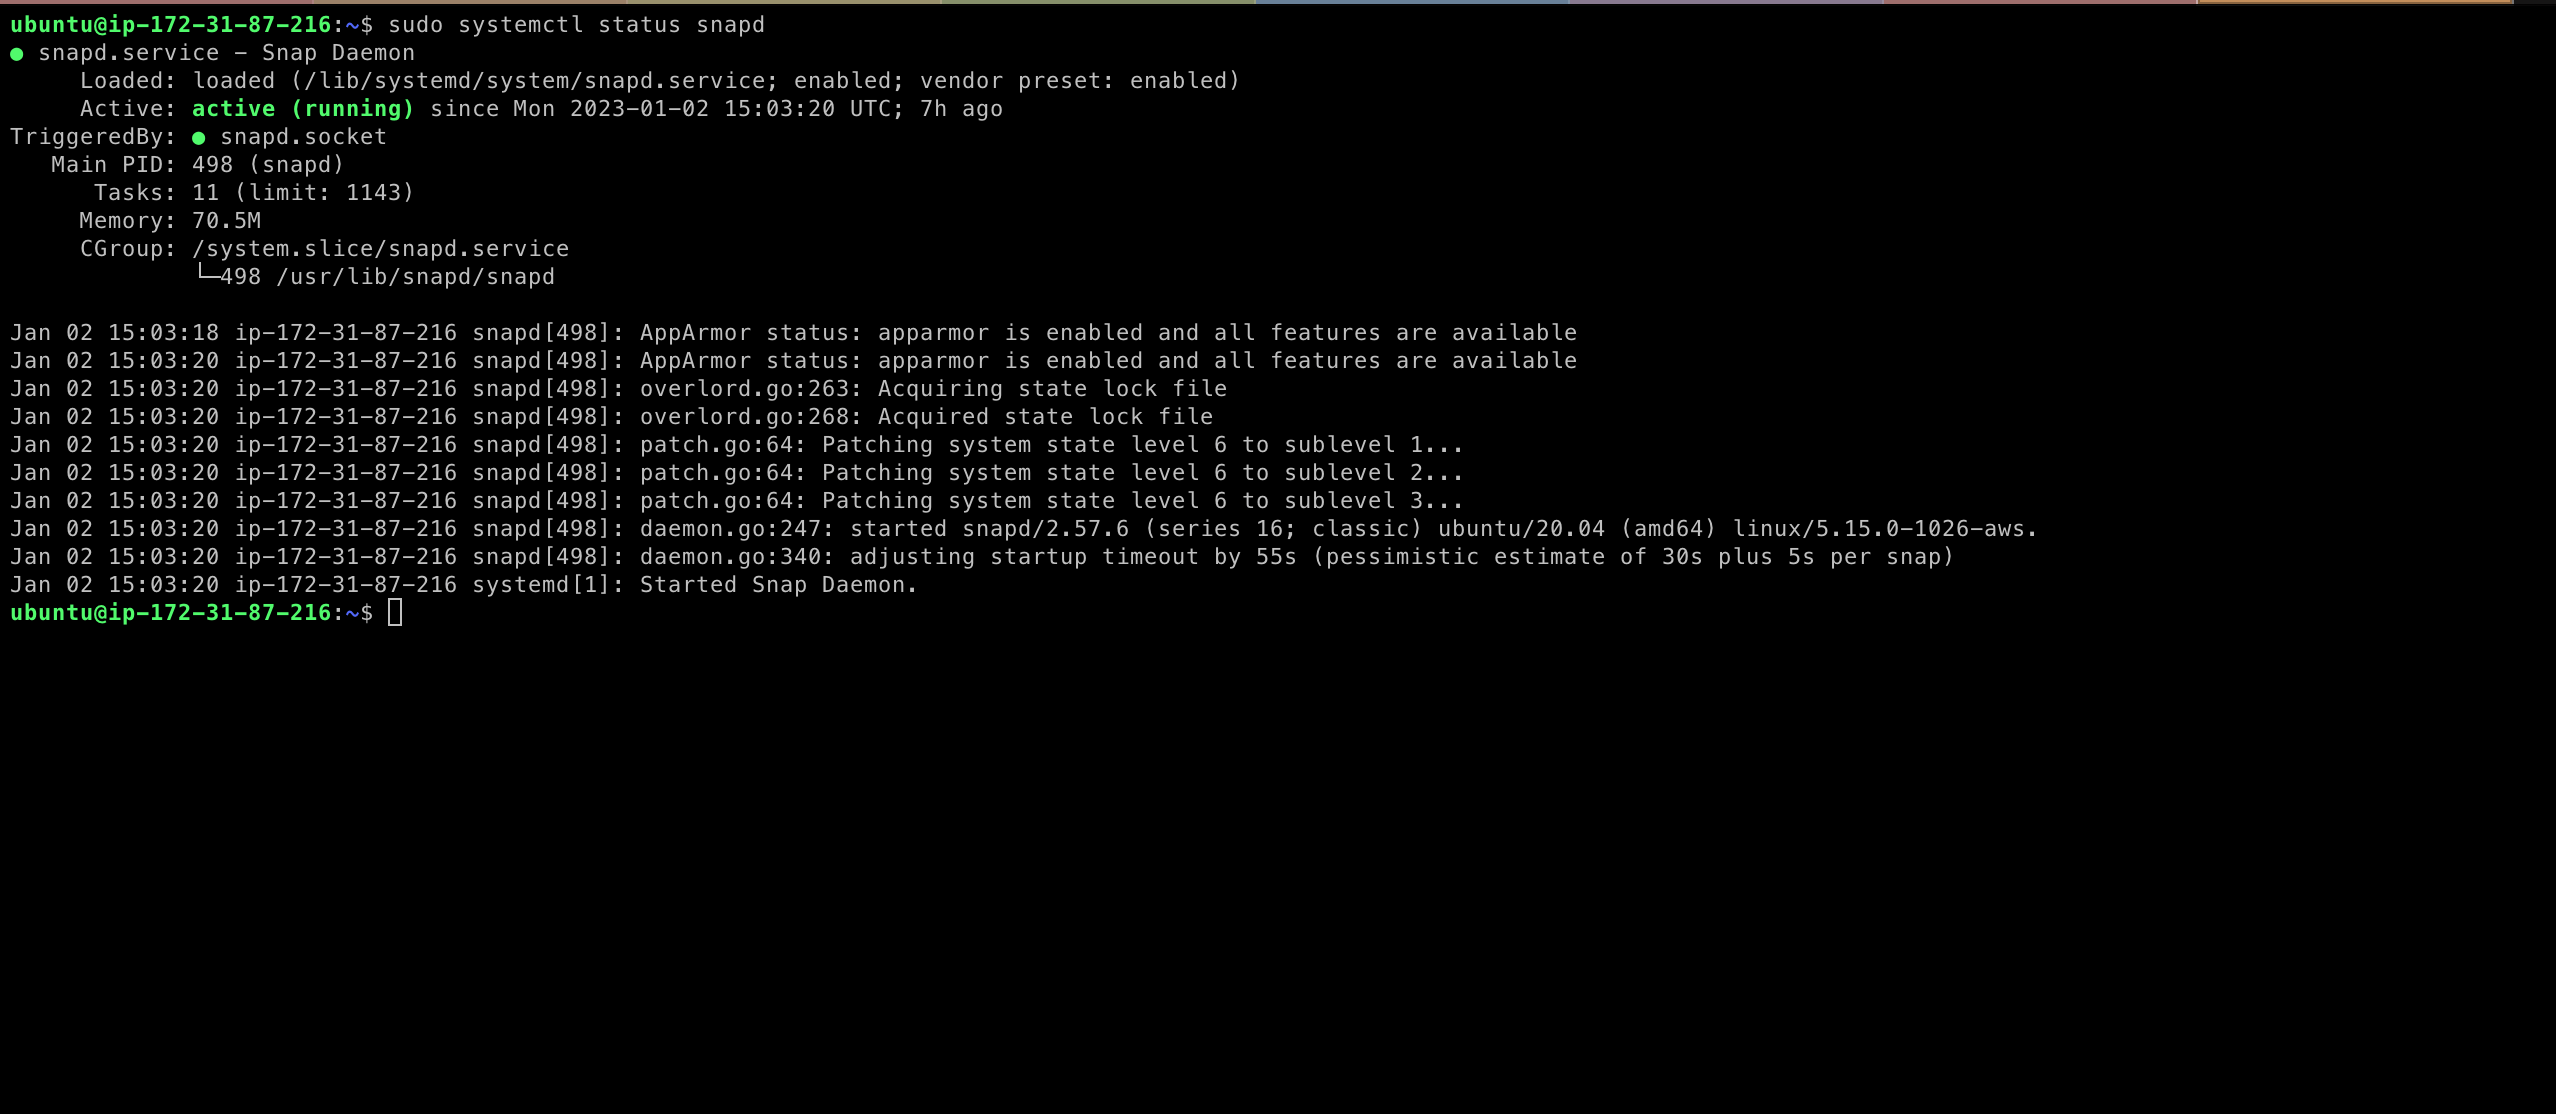 ubuntu@ip-172-31-87-216:~$ sudo systemctl status snapd
● snapd.service - Snap Daemon
     Loaded: loaded (/lib/systemd/system/snapd.service; enabled; vendor preset: enabled)
     Active: active (running) since Mon 2023-01-02 15:03:20 UTC; 7h ago
TriggeredBy: ● snapd.socket
   Main PID: 498 (snapd)
      Tasks: 11 (limit: 1143)
     Memory: 70.5M
     CGroup: /system.slice/snapd.service
             └─498 /usr/lib/snapd/snapd

Jan 02 15:03:18 ip-172-31-87-216 snapd[498]: AppArmor status: apparmor is enabled and all features are available
Jan 02 15:03:20 ip-172-31-87-216 snapd[498]: AppArmor status: apparmor is enabled and all features are available
Jan 02 15:03:20 ip-172-31-87-216 snapd[498]: overlord.go:263: Acquiring state lock file
Jan 02 15:03:20 ip-172-31-87-216 snapd[498]: overlord.go:268: Acquired state lock file
Jan 02 15:03:20 ip-172-31-87-216 snapd[498]: patch.go:64: Patching system state level 6 to sublevel 1...
Jan 02 15:03:20 ip-172-31-87-216 snapd[498]: patch.go:64: Patching system state level 6 to sublevel 2...
Jan 02 15:03:20 ip-172-31-87-216 snapd[498]: patch.go:64: Patching system state level 6 to sublevel 3...
Jan 02 15:03:20 ip-172-31-87-216 snapd[498]: daemon.go:247: started snapd/2.57.6 (series 16; classic) ubuntu/20.04 (amd64) linux/5.15.0-1026-aws.
Jan 02 15:03:20 ip-172-31-87-216 snapd[498]: daemon.go:340: adjusting startup timeout by 55s (pessimistic estimate of 30s plus 5s per snap)
Jan 02 15:03:20 ip-172-31-87-216 systemd[1]: Started Snap Daemon.
ubuntu@ip-172-31-87-216:~$